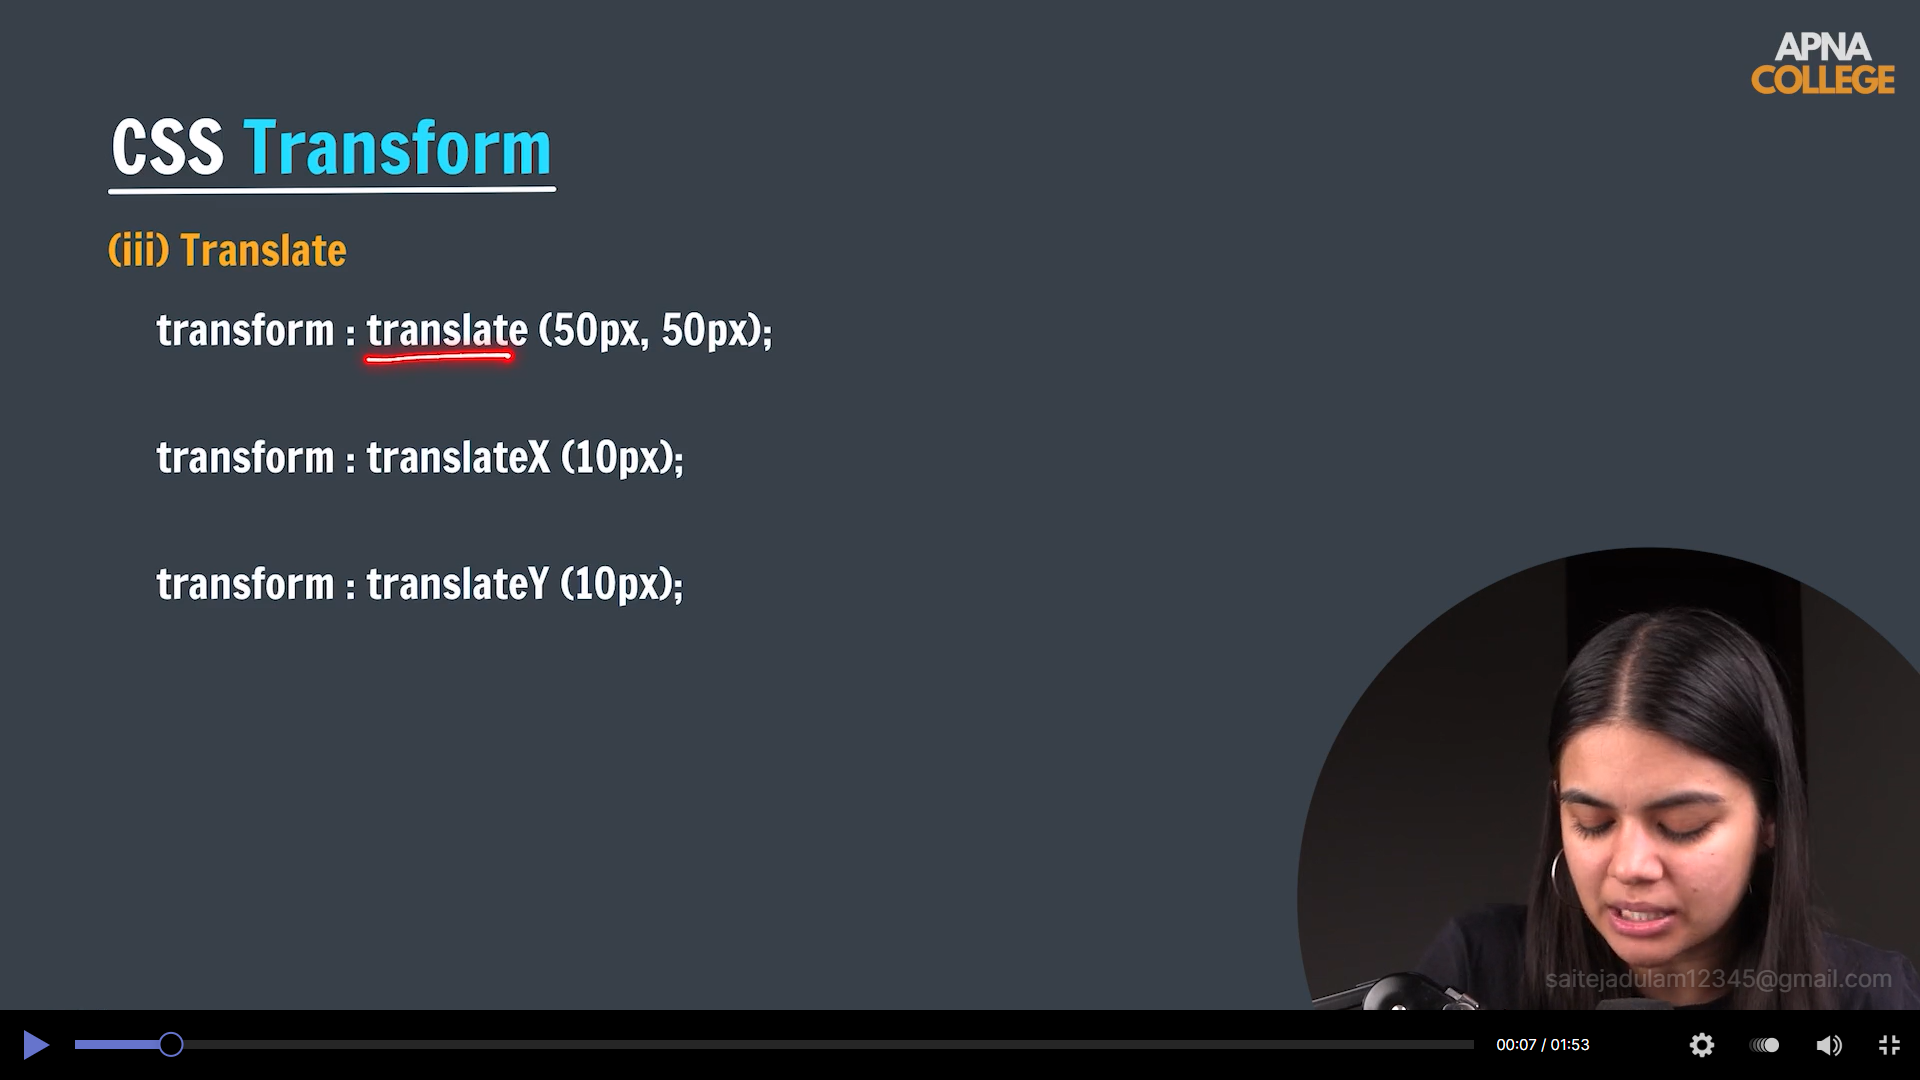 APNA
COLLEGE
CSS Transform
(iii) Translate
transform : translate (50px, 50px);
transform : translateX (10px);
transform : translateY (10px);
saitejadulam12345@gmail.com
00:07 / 01:53